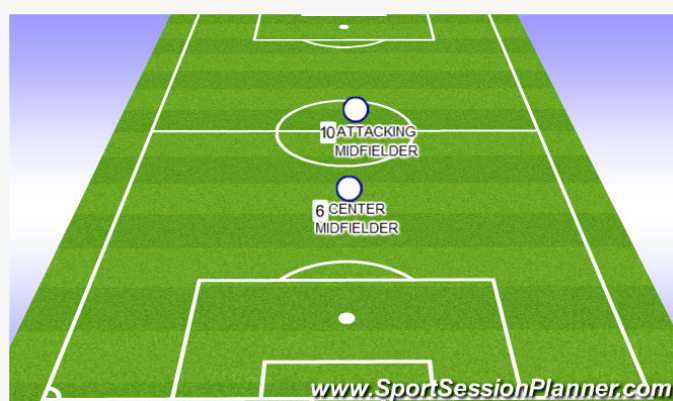 10 ATTACKING
MIDFIELDER
6 CENTER
MIDFIELDER
www.SportSessionPlanner.com